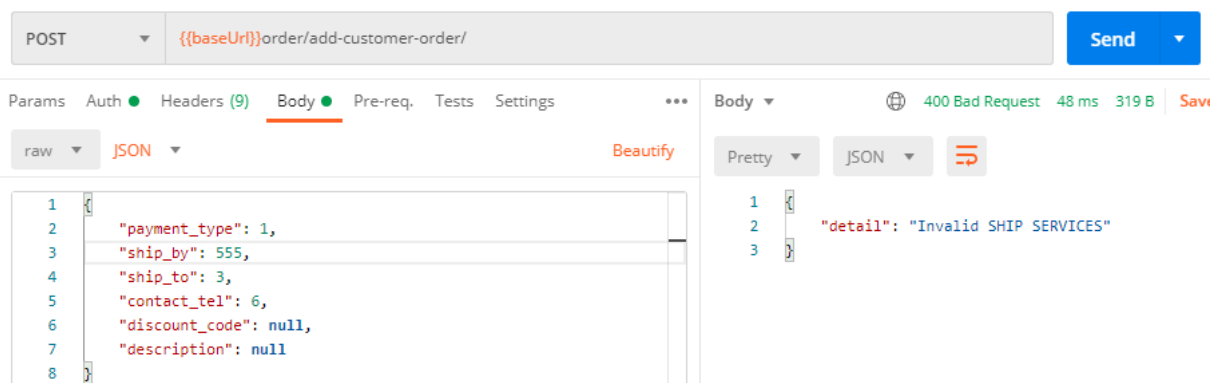 POST {{baseUrl}}order/add-customer-order/ Send
Params Auth Headers (9) Body Pre-req. Tests Settings ••• Body 400 Bad Request 48 ms 319 B Save
raw JSON Beautify Pretty JSON
1 {
2 "payment_type": 1,
3 "ship_by": 555,
4 "ship_to": 3,
5 "contact_tel": 6,
6 "discount_code": null,
7 "description": null
8 }
1 {
2 "detail": "Invalid SHIP SERVICES"
3 }